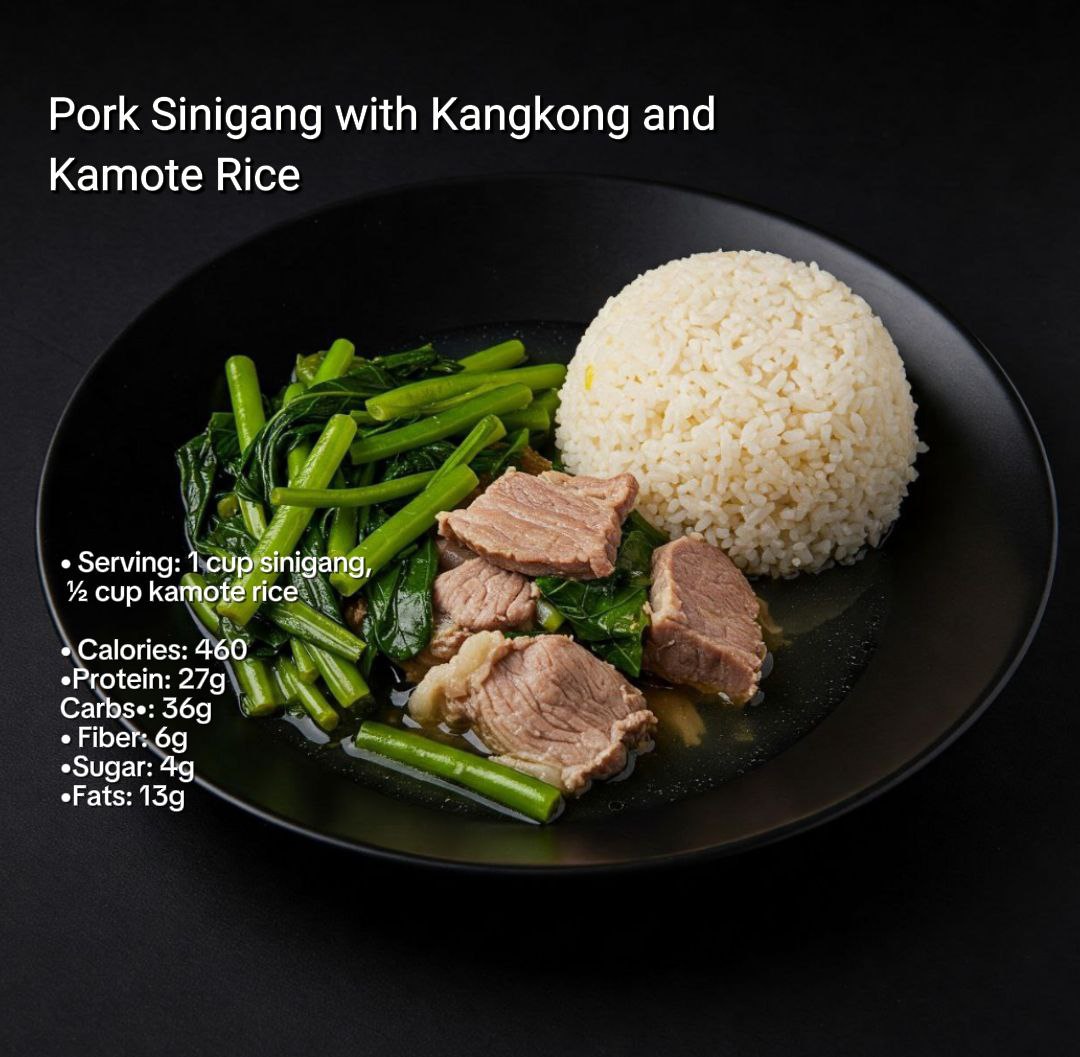 Pork Sinigang with Kangkong and
Kamote Rice
• Serving: 1 cup sinigang,
½ cup kamote rice
• Calories: 460
•Protein: 27g
Carbs•: 36g
• Fiber: 6g
•Sugar: 4g
•Fats: 13g